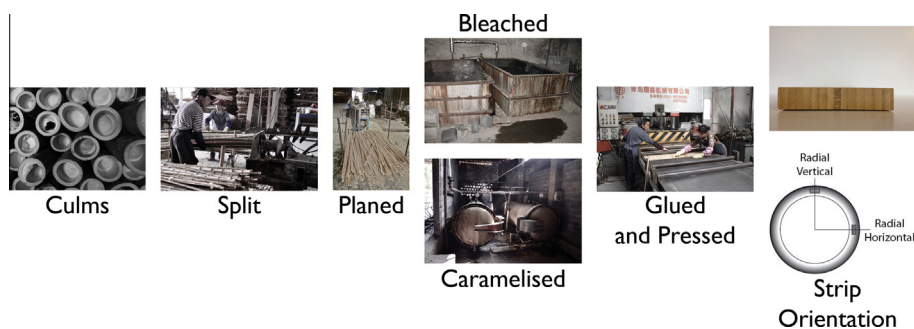 Culms
Split
Planed
Bleached
Caramelised
Glued
and Pressed
Radial
Vertical
Radial
Horizontal
Strip
Orientation